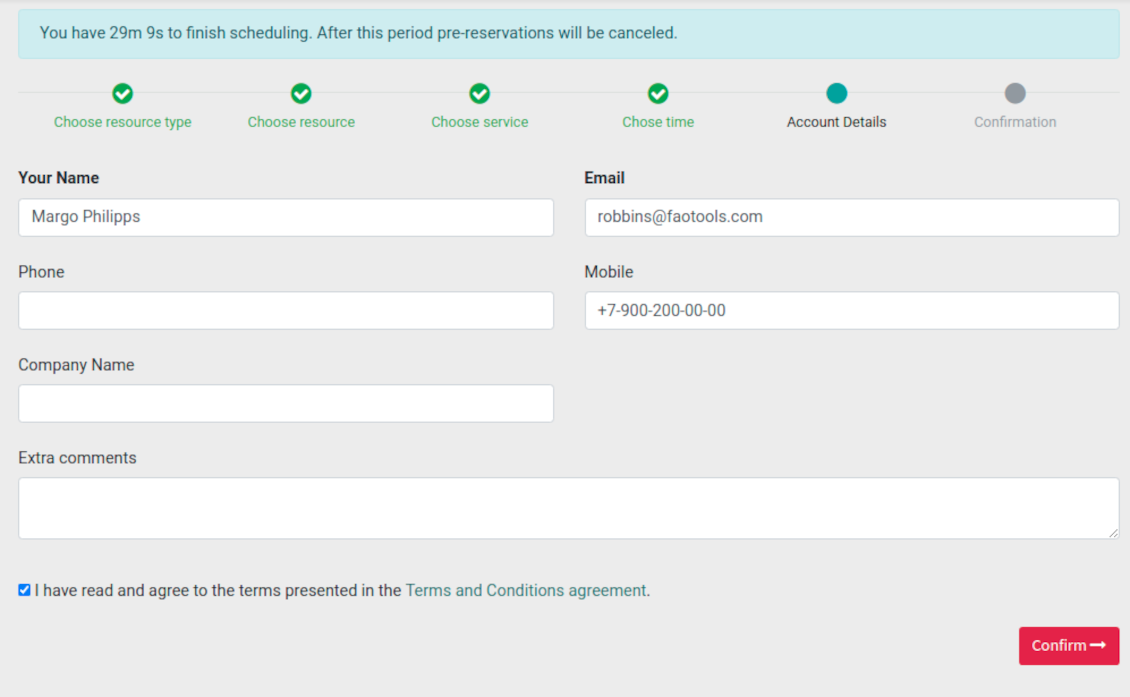 You have 29m 9s to finish scheduling. After this period pre-reservations will be canceled.
Choose resource type
Choose resource
Choose service
Chose time
Account Details
Confirmation
Your Name
Email
Margo Philipps
robbins@faotools.com
Phone
Mobile
+7-900-200-00-00
Company Name
Extra comments
I have read and agree to the terms presented in the Terms and Conditions agreement.
Confirm